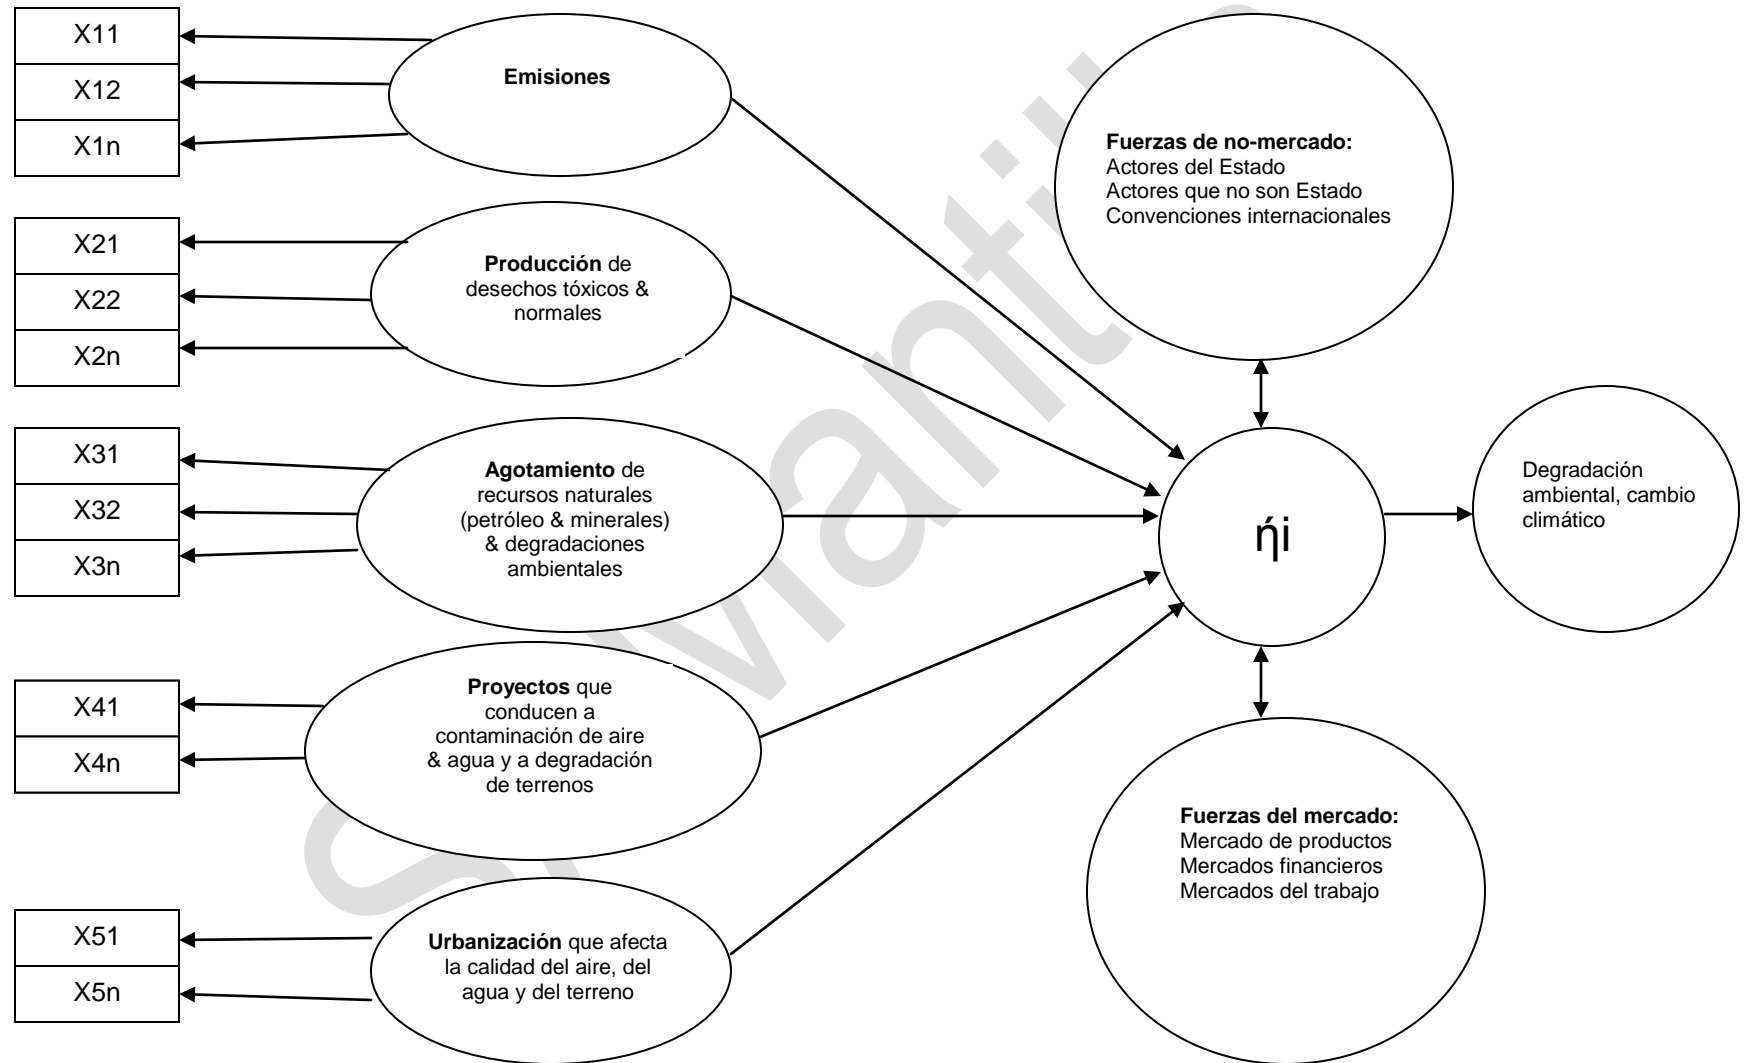 X11
X12
X1n
Emisiones
X21
X22
X2n
Producción de
desechos tóxicos &
normales
X31
X32
X3n
Agotamiento de
recursos naturales
(petróleo & minerales)
& degradaciones
ambientales
X41
X4n
Proyectos que
conducen a
contaminación de aire
& agua y a degradación
de terrenos
X51
X5n
Urbanización que afecta
la calidad del aire, del
agua y del terreno
Fuerzas de no-mercado:
Actores del Estado
Actores que no son Estado
Convenciones internacionales
ήi
Degradación
ambiental, cambio
climático
Fuerzas del mercado:
Mercado de productos
Mercados financieros
Mercados del trabajo